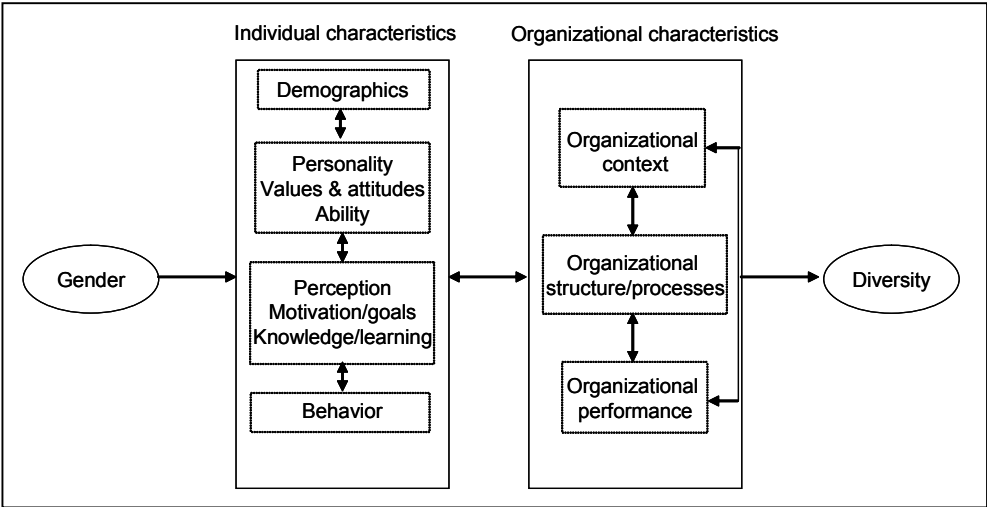 Individual characteristics
Organizational characteristics
Demographics
Personality
Values & attitudes
Ability
Perception
Motivation/goals
Knowledge/learning
Behavior
Gender
Organizational
context
Organizational
structure/processes
Organizational
performance
Diversity